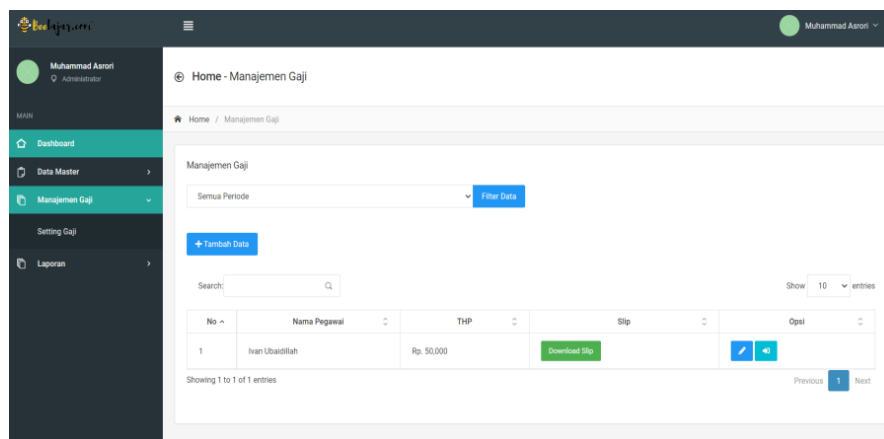 Beelajar.com
Muhammad Asrori
Muhammad Asrori
Administrator
Home - Manajemen Gaji
MAIN
Home / Manajemen Gaji
Dashboard
Data Master
Manajemen Gaji
Setting Gaji
Laporan
Manajemen Gaji
Semua Periode
Filter Data
+ Tambah Data
Search:
Show 10 entries
No Nama Pegawai THP Slip Opsi
1 Ivan Ubaidillah Rp. 50,000 Download Slip
Showing 1 to 1 of 1 entries
Previous 1 Next